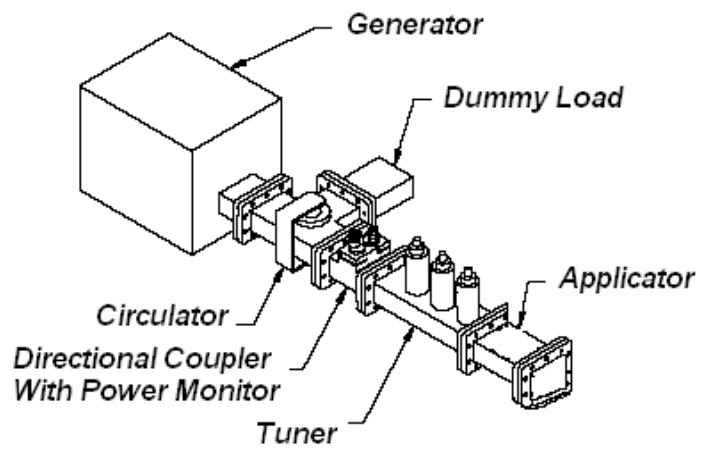 Generator
Dummy Load
Applicator
Circulator
Directional Coupler
With Power Monitor
Tuner